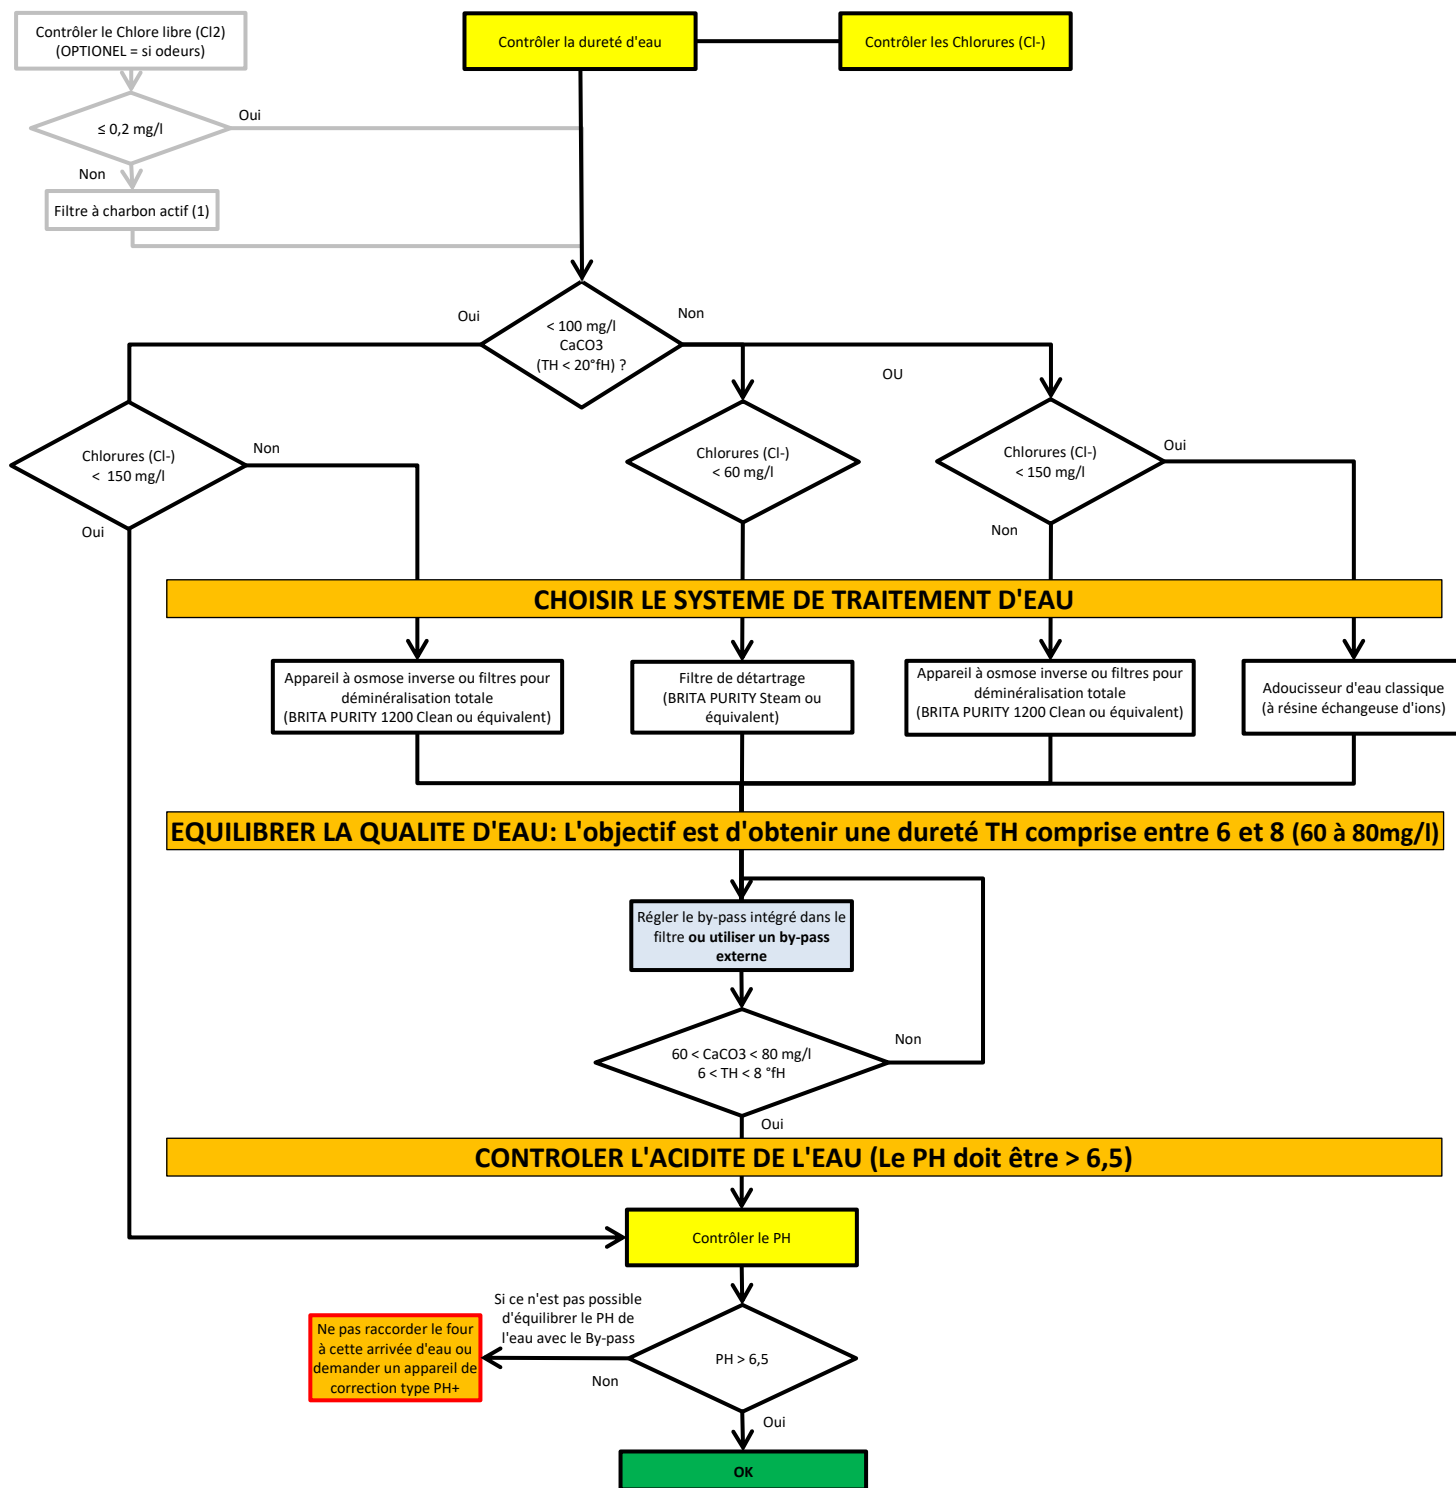 Contrôler le Chlore libre (Cl2)
(OPTIONEL = si odeurs)
Contrôler la dureté d'eau
Contrôler les Chlorures (Cl-)
≤ 0,2 mg/l
Oui
Non
Filtre à charbon actif (1)
Oui
< 100 mg/l
CaCO3
(TH < 20°fH) ?
Non
OU
Chlorures (Cl-)
< 150 mg/l
Non
Oui
Chlorures (Cl-)
< 60 mg/l
Chlorures (Cl-)
< 150 mg/l
Oui
Non
CHOISIR LE SYSTEME DE TRAITEMENT D'EAU
Appareil à osmose inverse ou filtres pour
déminéralisation totale
(BRITA PURITY 1200 Clean ou équivalent)
Filtre de détartrage
(BRITA PURITY Steam ou
équivalent)
Appareil à osmose inverse ou filtres pour
déminéralisation totale
(BRITA PURITY 1200 Clean ou équivalent)
Adoucisseur d'eau classique
(à résine échangeuse d'ions)
EQUILIBRER LA QUALITE D'EAU: L'objectif est d'obtenir une dureté TH comprise entre 6 et 8 (60 à 80mg/l)
Régler le by-pass intégré dans le
filtre ou utiliser un by-pass
externe
60 < CaCO3 < 80 mg/l
6 < TH < 8 °fH
Non
Oui
CONTROLER L'ACIDITE DE L'EAU (Le PH doit être > 6,5)
Contrôler le PH
Si ce n'est pas possible
d'équilibrer le PH de
l'eau avec le By-pass
Ne pas raccorder le four
à cette arrivée d'eau ou
demander un appareil de
correction type PH+
Non
PH > 6,5
Oui
OK